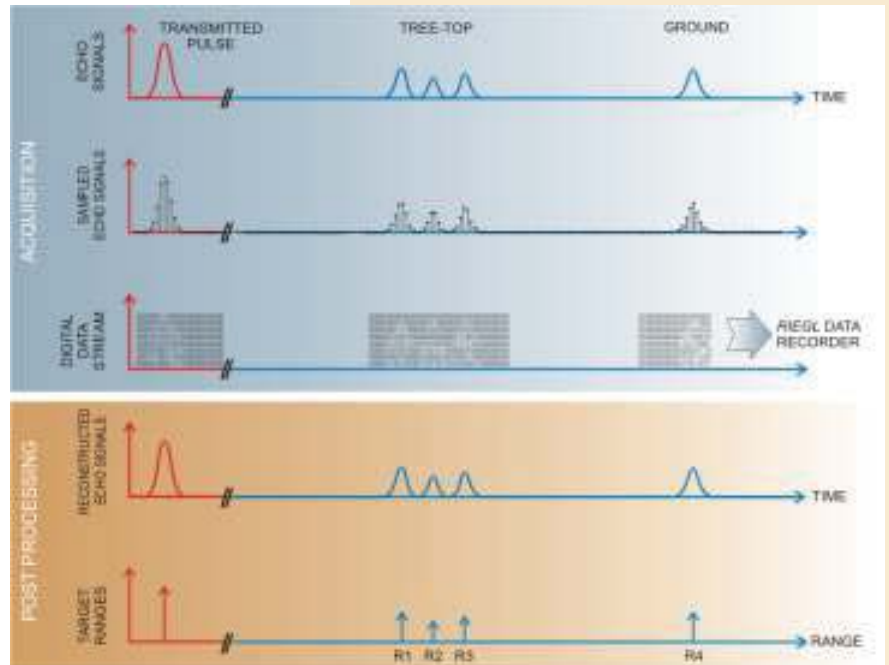 TRANSMITTED
PULSE
TREE-TOP
GROUND
ECHO
SIGNALS
TIME
ACQUISITION
SAMPLED
ECHO SIGNALS
DIGITAL
DATA
STREAM
RIEGL DATA
RECORDER
POST PROCESSING
RECONSTRUCTED
ECHO SIGNALS
TIME
TARGET
RANGES
R1 R2 R3 R4
RANGE